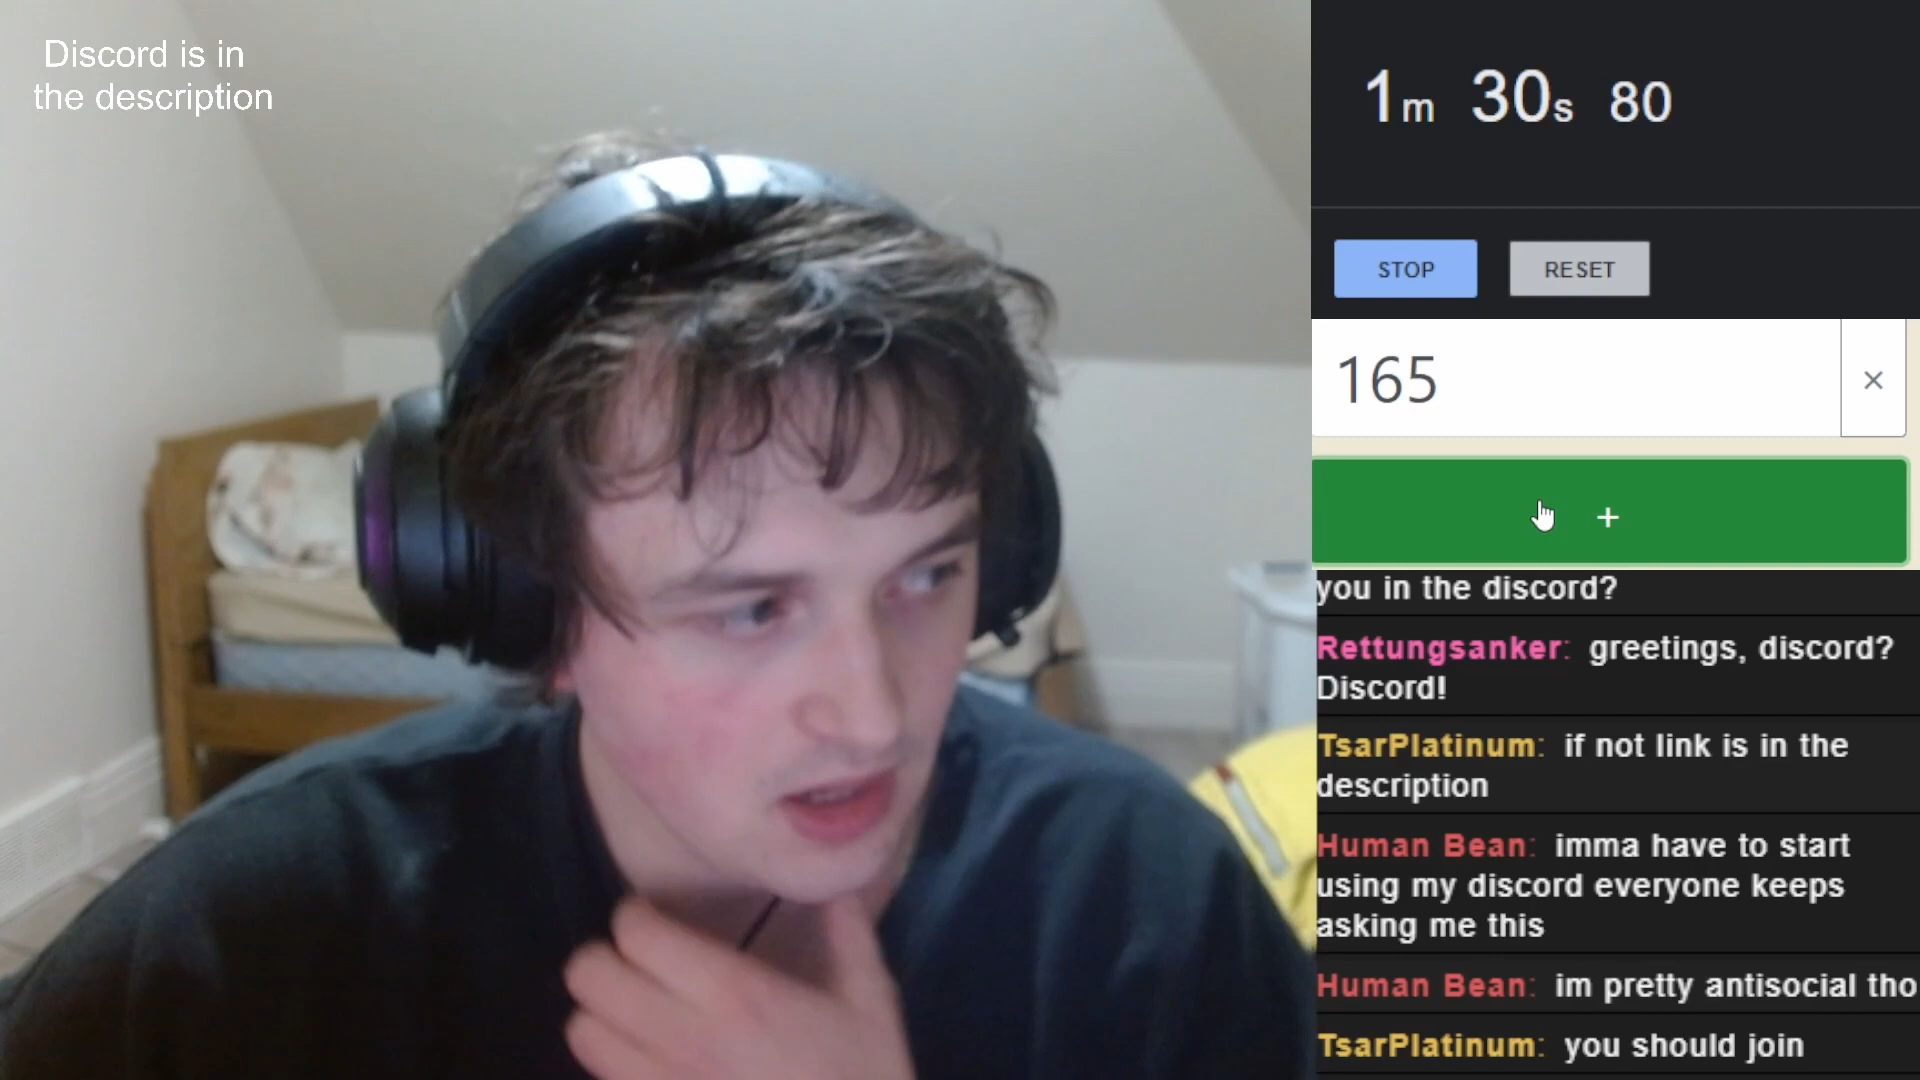 Discord is in
the description
1m 30s 80
STOP RESET
165 ×
+
you in the discord?
Rettungsanker: greetings, discord?
Discord!
TsarPlatinum: if not link is in the
description
Human Bean: imma have to start
using my discord everyone keeps
asking me this
Human Bean: im pretty antisocial tho
TsarPlatinum: you should join